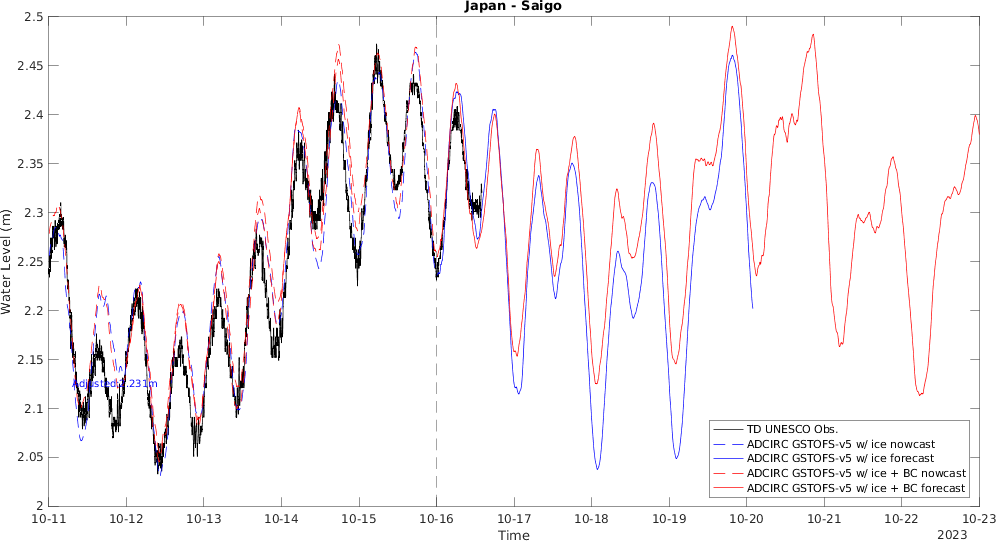 Japan - Saigo
2.5
2.45
2.4
2.35
2.3
2.25
2.2
2.15
2.1
2.05
2
Water Level (m)
Adjusted 2.231m
TD UNESCO Obs.
ADCIRC GSTOFS-v5 w/ ice nowcast
ADCIRC GSTOFS-v5 w/ ice forecast
ADCIRC GSTOFS-v5 w/ ice + BC nowcast
ADCIRC GSTOFS-v5 w/ ice + BC forecast
10-11 10-12 10-13 10-14 10-15 10-16 10-17 10-18 10-19 10-20 10-21 10-22 10-23
Time
2023